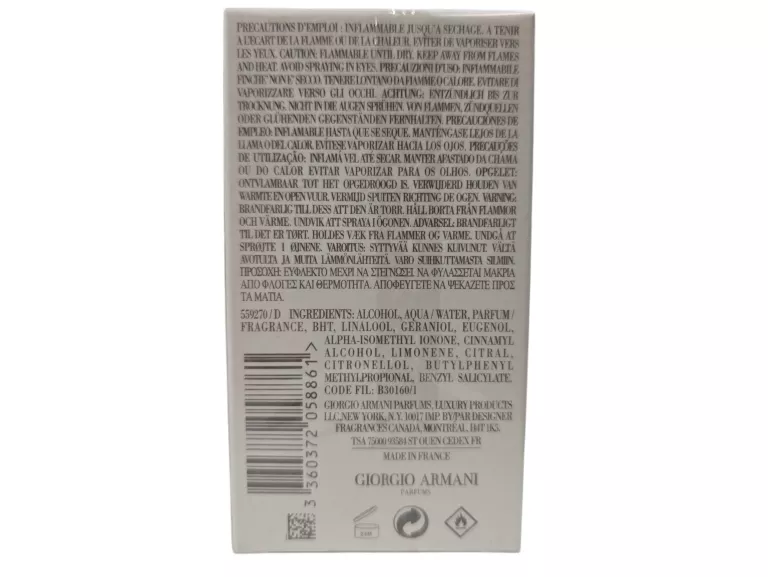 PRECAUTIONS D'EMPLOI : INFLAMMABLE JUSQU'A SECHAGE. A TENIR
A L'ECART DE LA FLAMME OU DE LA CHALEUR. EVITER DE VAPORISER VERS
LES YEUX. CAUTION: FLAMMABLE UNTIL DRY. KEEP AWAY FROM FLAMES
AND HEAT. AVOID SPRAYING IN EYES. PRECAUZIONI D'USO: INFIAMMABILE
FINCHE' NON E' SECCO. TENERE LONTANO DA FIAMME O CALORE. EVITARE DI
VAPORIZZARE VERSO GLI OCCHI. ACHTUNG: ENTZÜNDLICH BIS ZUR
TROCKNUNG. NICHT IN DIE AUGEN SPRÜHEN. VON FLAMMEN, ZÜNDQUELLEN
ODER GLÜHENDEN GEGENSTÄNDEN FERNHALTEN. PRECAUCIÓNES DE
EMPLEO: INFLAMABLE HASTA QUE SE SEQUE. MANTÉNGASE LEJOS DE LA
LLAMA O DEL CALOR. EVÍTESE VAPORIZAR HACIA LOS OJOS. PRECAUÇÕES
DE UTILIZAÇÃO: INFLAMÁ VEL ATÉ SECAR. MANTER AFASTADO DA CHAMA
OU DO CALOR EVITAR VAPORIZAR PARA OS OLHOS. OPGELET:
ONTVLAMBAAR TOT HET OPGEDROOGD IS. VERWIJDERD HOUDEN VAN
WARMTE EN OPEN VUUR. VERMIJD SPUITEN RICHTING DE OGEN. VARNING:
BRANDFARLIG TILL DESS ATT DEN ÄR TORR. HÅLL BORTA FRÅN FLAMMOR
OCH VÄRME. UNDVIK ATT SPRAYA I ÖGONEN. ADVARSEL: BRANDFARLIGT
TIL DET ER TØRT. HOLDES VÆK FRA FLAMMER OG VARME. UNDGÅ AT
SPRØJTE I ØJNENE. VAROITUS: SYTTYVÄÄ KUNNES KUIVUNUT. VÄLTÄ
AVOTULTA JA MUITA LÄMMÖNLÄHTEITÄ. VARO SUIHKUTTAMASTA SILMIIN.
ΠΡΟΣΟΧΗ: ΕΥΦΛΕΚΤΟ ΜΕΧΡΙ ΝΑ ΣΤΕΓΝΩΣΕΙ. ΝΑ ΦΥΛΑΣΣΕΤΑΙ ΜΑΚΡΙΑ
ΑΠΟ ΦΛΟΓΕΣ ΚΑΙ ΘΕΡΜΟΤΗΤΑ. ΑΠΟΦΕΥΓΕΤΕ ΝΑ ΨΕΚΑΖΕΤΕ ΠΡΟΣ
ΤΑ ΜΑΤΙΑ.
559270/D INGREDIENTS: ALCOHOL, AQUA / WATER, PARFUM /
FRAGRANCE, BHT, LINALOOL, GERANIOL, EUGENOL,
ALPHA-ISOMETHYL IONONE, CINNAMYL
ALCOHOL, LIMONENE, CITRAL,
CITRONELLOL, BUTYLPHENYL
METHYLPROPIONAL, BENZYL SALICYLATE.
CODE FIL: B30160/1
GIORGIO ARMANI PARFUMS, LUXURY PRODUCTS
LLC, NEW YORK, N.Y. 10017 IMP. BY/PAR DESIGNER
FRAGRANCES CANADA, MONTRÉAL, H4T 1K5.
TSA 75000 93584 ST OUEN CEDEX FR
MADE IN FRANCE
GIORGIO ARMANI
PARFUMS
3 360372 058861 >